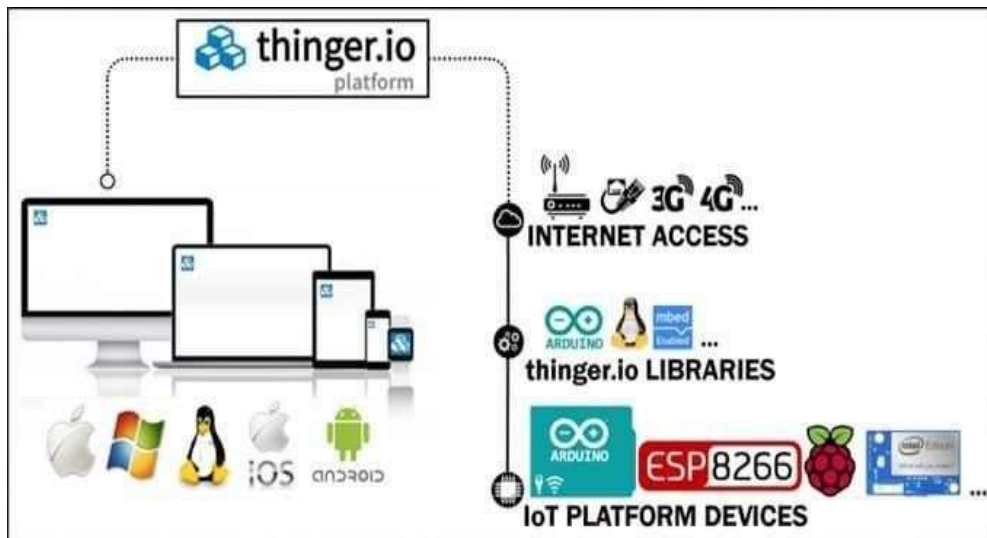 thinger.io
platform
3G 4G...
INTERNET ACCESS
ARDUINO
mbed
Enabled
...
thinger.io LIBRARIES
iOS
ANDROID
ARDUINO
ESP8266
...
IoT PLATFORM DEVICES